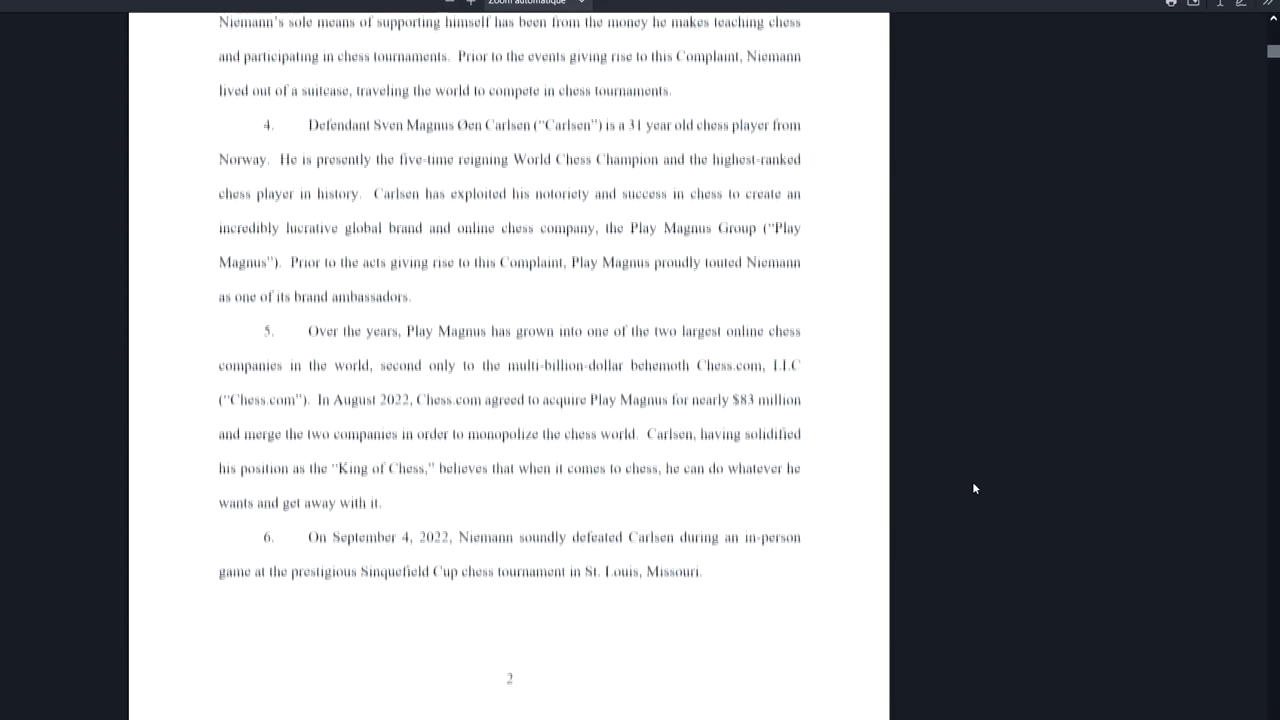 Zoom automatique
Niemann's sole means of supporting himself has been from the money he makes teaching chess
and participating in chess tournaments. Prior to the events giving rise to this Complaint, Niemann
lived out of a suitcase, traveling the world to compete in chess tournaments.
4. Defendant Sven Magnus Øen Carlsen ("Carlsen") is a 31 year old chess player from
Norway. He is presently the five-time reigning World Chess Champion and the highest-ranked
chess player in history. Carlsen has exploited his notoriety and success in chess to create an
incredibly lucrative global brand and online chess company, the Play Magnus Group ("Play
Magnus"). Prior to the acts giving rise to this Complaint, Play Magnus proudly touted Niemann
as one of its brand ambassadors.
5. Over the years, Play Magnus has grown into one of the two largest online chess
companies in the world, second only to the multi-billion-dollar behemoth Chess.com, LLC
("Chess.com"). In August 2022, Chess.com agreed to acquire Play Magnus for nearly $83 million
and merge the two companies in order to monopolize the chess world. Carlsen, having solidified
his position as the "King of Chess," believes that when it comes to chess, he can do whatever he
wants and get away with it.
6. On September 4, 2022, Niemann soundly defeated Carlsen during an in-person
game at the prestigious Sinquefield Cup chess tournament in St. Louis, Missouri.
2